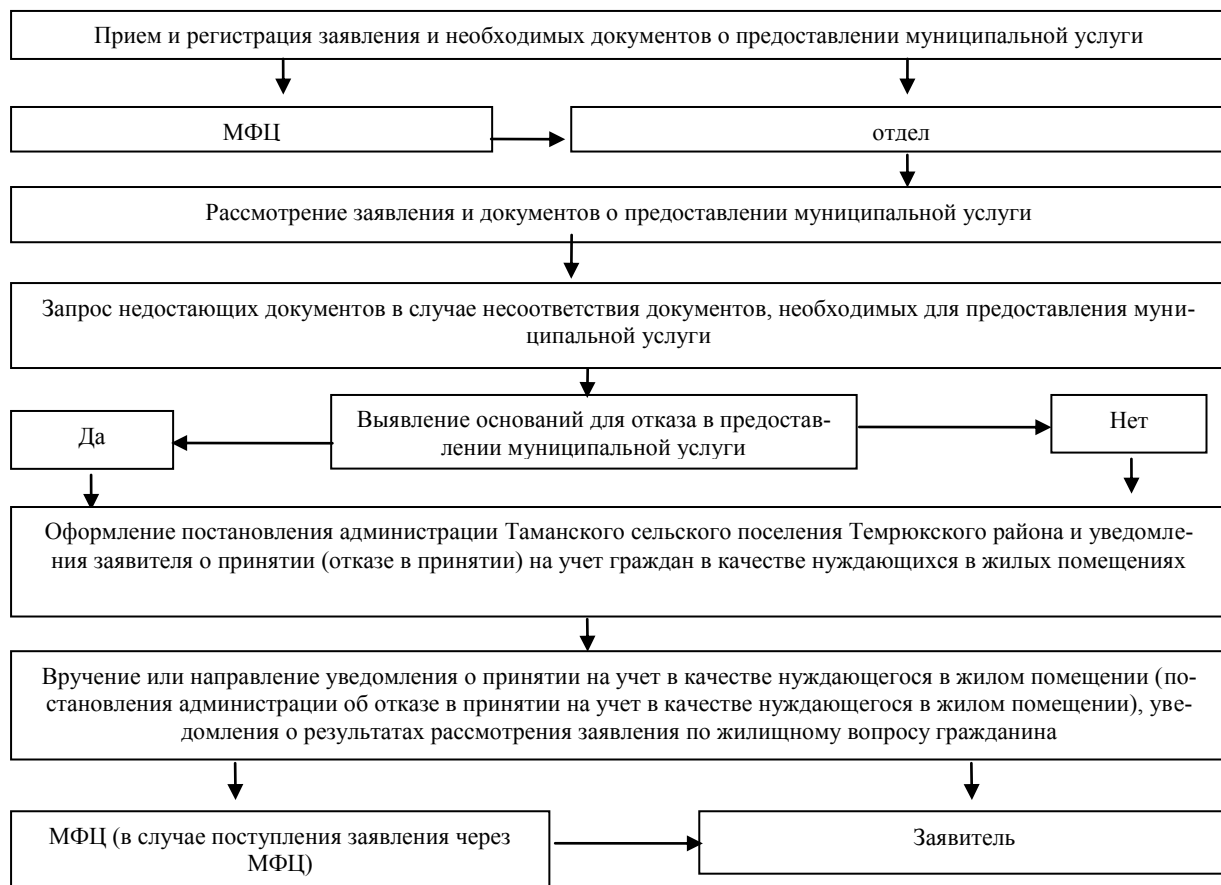 Прием и регистрация заявления и необходимых документов о предоставлении муниципальной услуги
МФЦ
отдел
Рассмотрение заявления и документов о предоставлении муниципальной услуги
Запрос недостающих документов в случае несоответствия документов, необходимых для предоставления муни-
ципальной услуги
Да
Выявление оснований для отказа в предостав-
лении муниципальной услуги
Нет
Оформление постановления администрации Таманского сельского поселения Темрюкского района и уведомле-
ния заявителя о принятии (отказе в принятии) на учет граждан в качестве нуждающихся в жилых помещениях
Вручение или направление уведомления о принятии на учет в качестве нуждающегося в жилом помещении (по-
становления администрации об отказе в принятии на учет в качестве нуждающегося в жилом помещении), уве-
домления о результатах рассмотрения заявления по жилищному вопросу гражданина
МФЦ (в случае поступления заявления через
МФЦ)
Заявитель